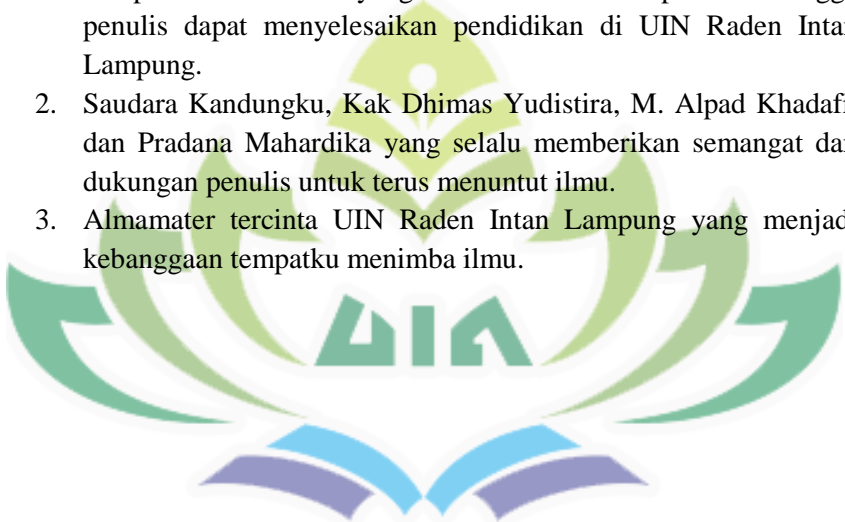 penulis dapat menyelesaikan pendidikan di UIN Raden Intan
Lampung.
2. Saudara Kandungku, Kak Dhimas Yudistira, M. Alpad Khadafi
dan Pradana Mahardika yang selalu memberikan semangat dan
dukungan penulis untuk terus menuntut ilmu.
3. Almamater tercinta UIN Raden Intan Lampung yang menjadi
kebanggaan tempatku menimba ilmu.
UIN